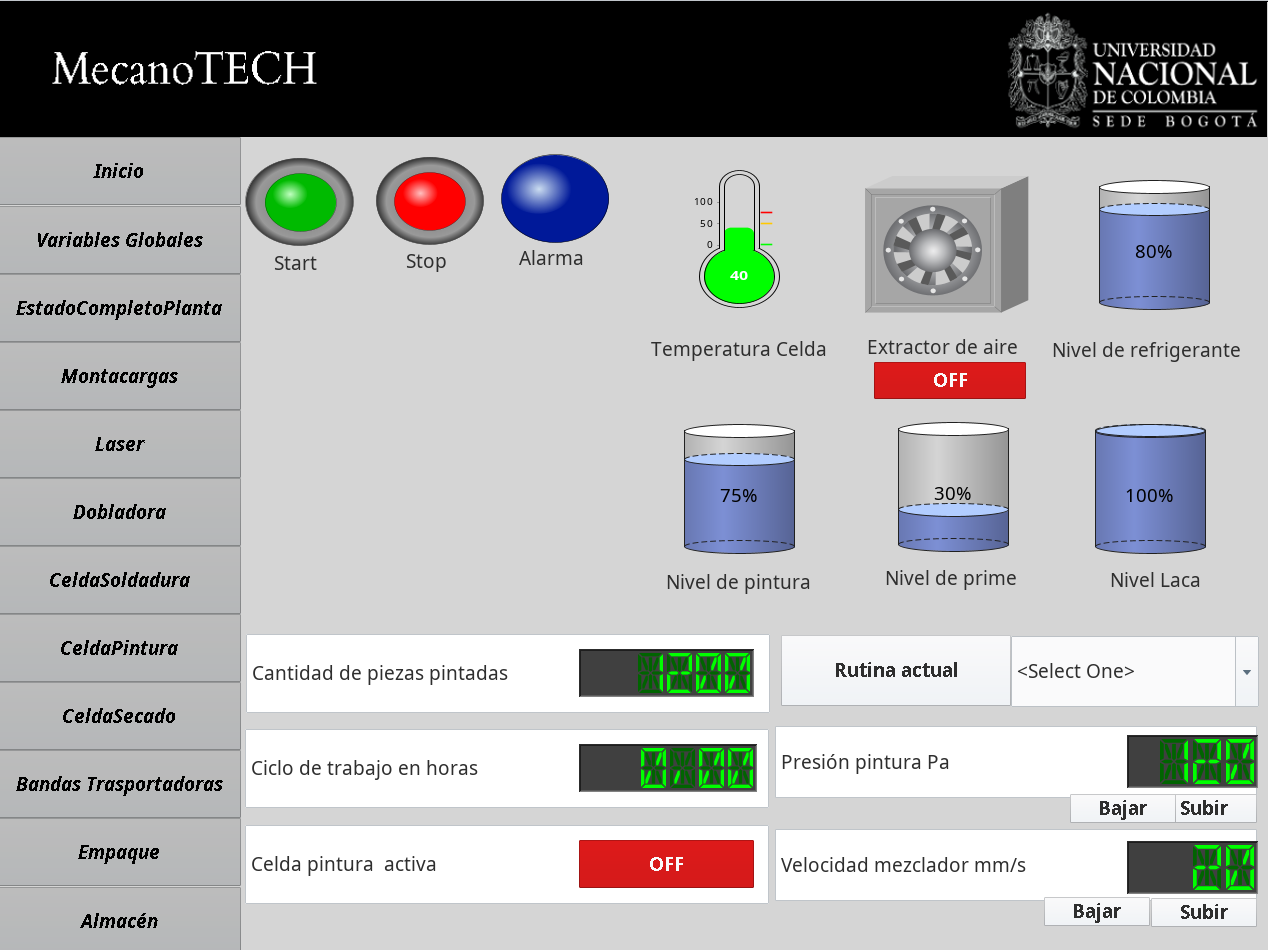 MecanoTECH
UNIVERSIDAD
NACIONAL
DE COLOMBIA
SEDE BOGOTÁ
Inicio
Variables Globales
EstadoCompletoPlanta
Montacargas
Laser
Dobladora
CeldaSoldadura
CeldaPintura
CeldaSecado
Bandas Trasportadoras
Empaque
Almacén
Start
Stop
Alarma
100
50
0
40
Temperatura Celda
Extractor de aire
OFF
80%
Nivel de refrigerante
75%
Nivel de pintura
30%
Nivel de prime
100%
Nivel Laca
Cantidad de piezas pintadas
1200
Rutina actual
<Select One>
Ciclo de trabajo en horas
Presión pintura Pa
120
Bajar
Subir
Celda pintura activa
OFF
Velocidad mezclador mm/s
20
Bajar
Subir